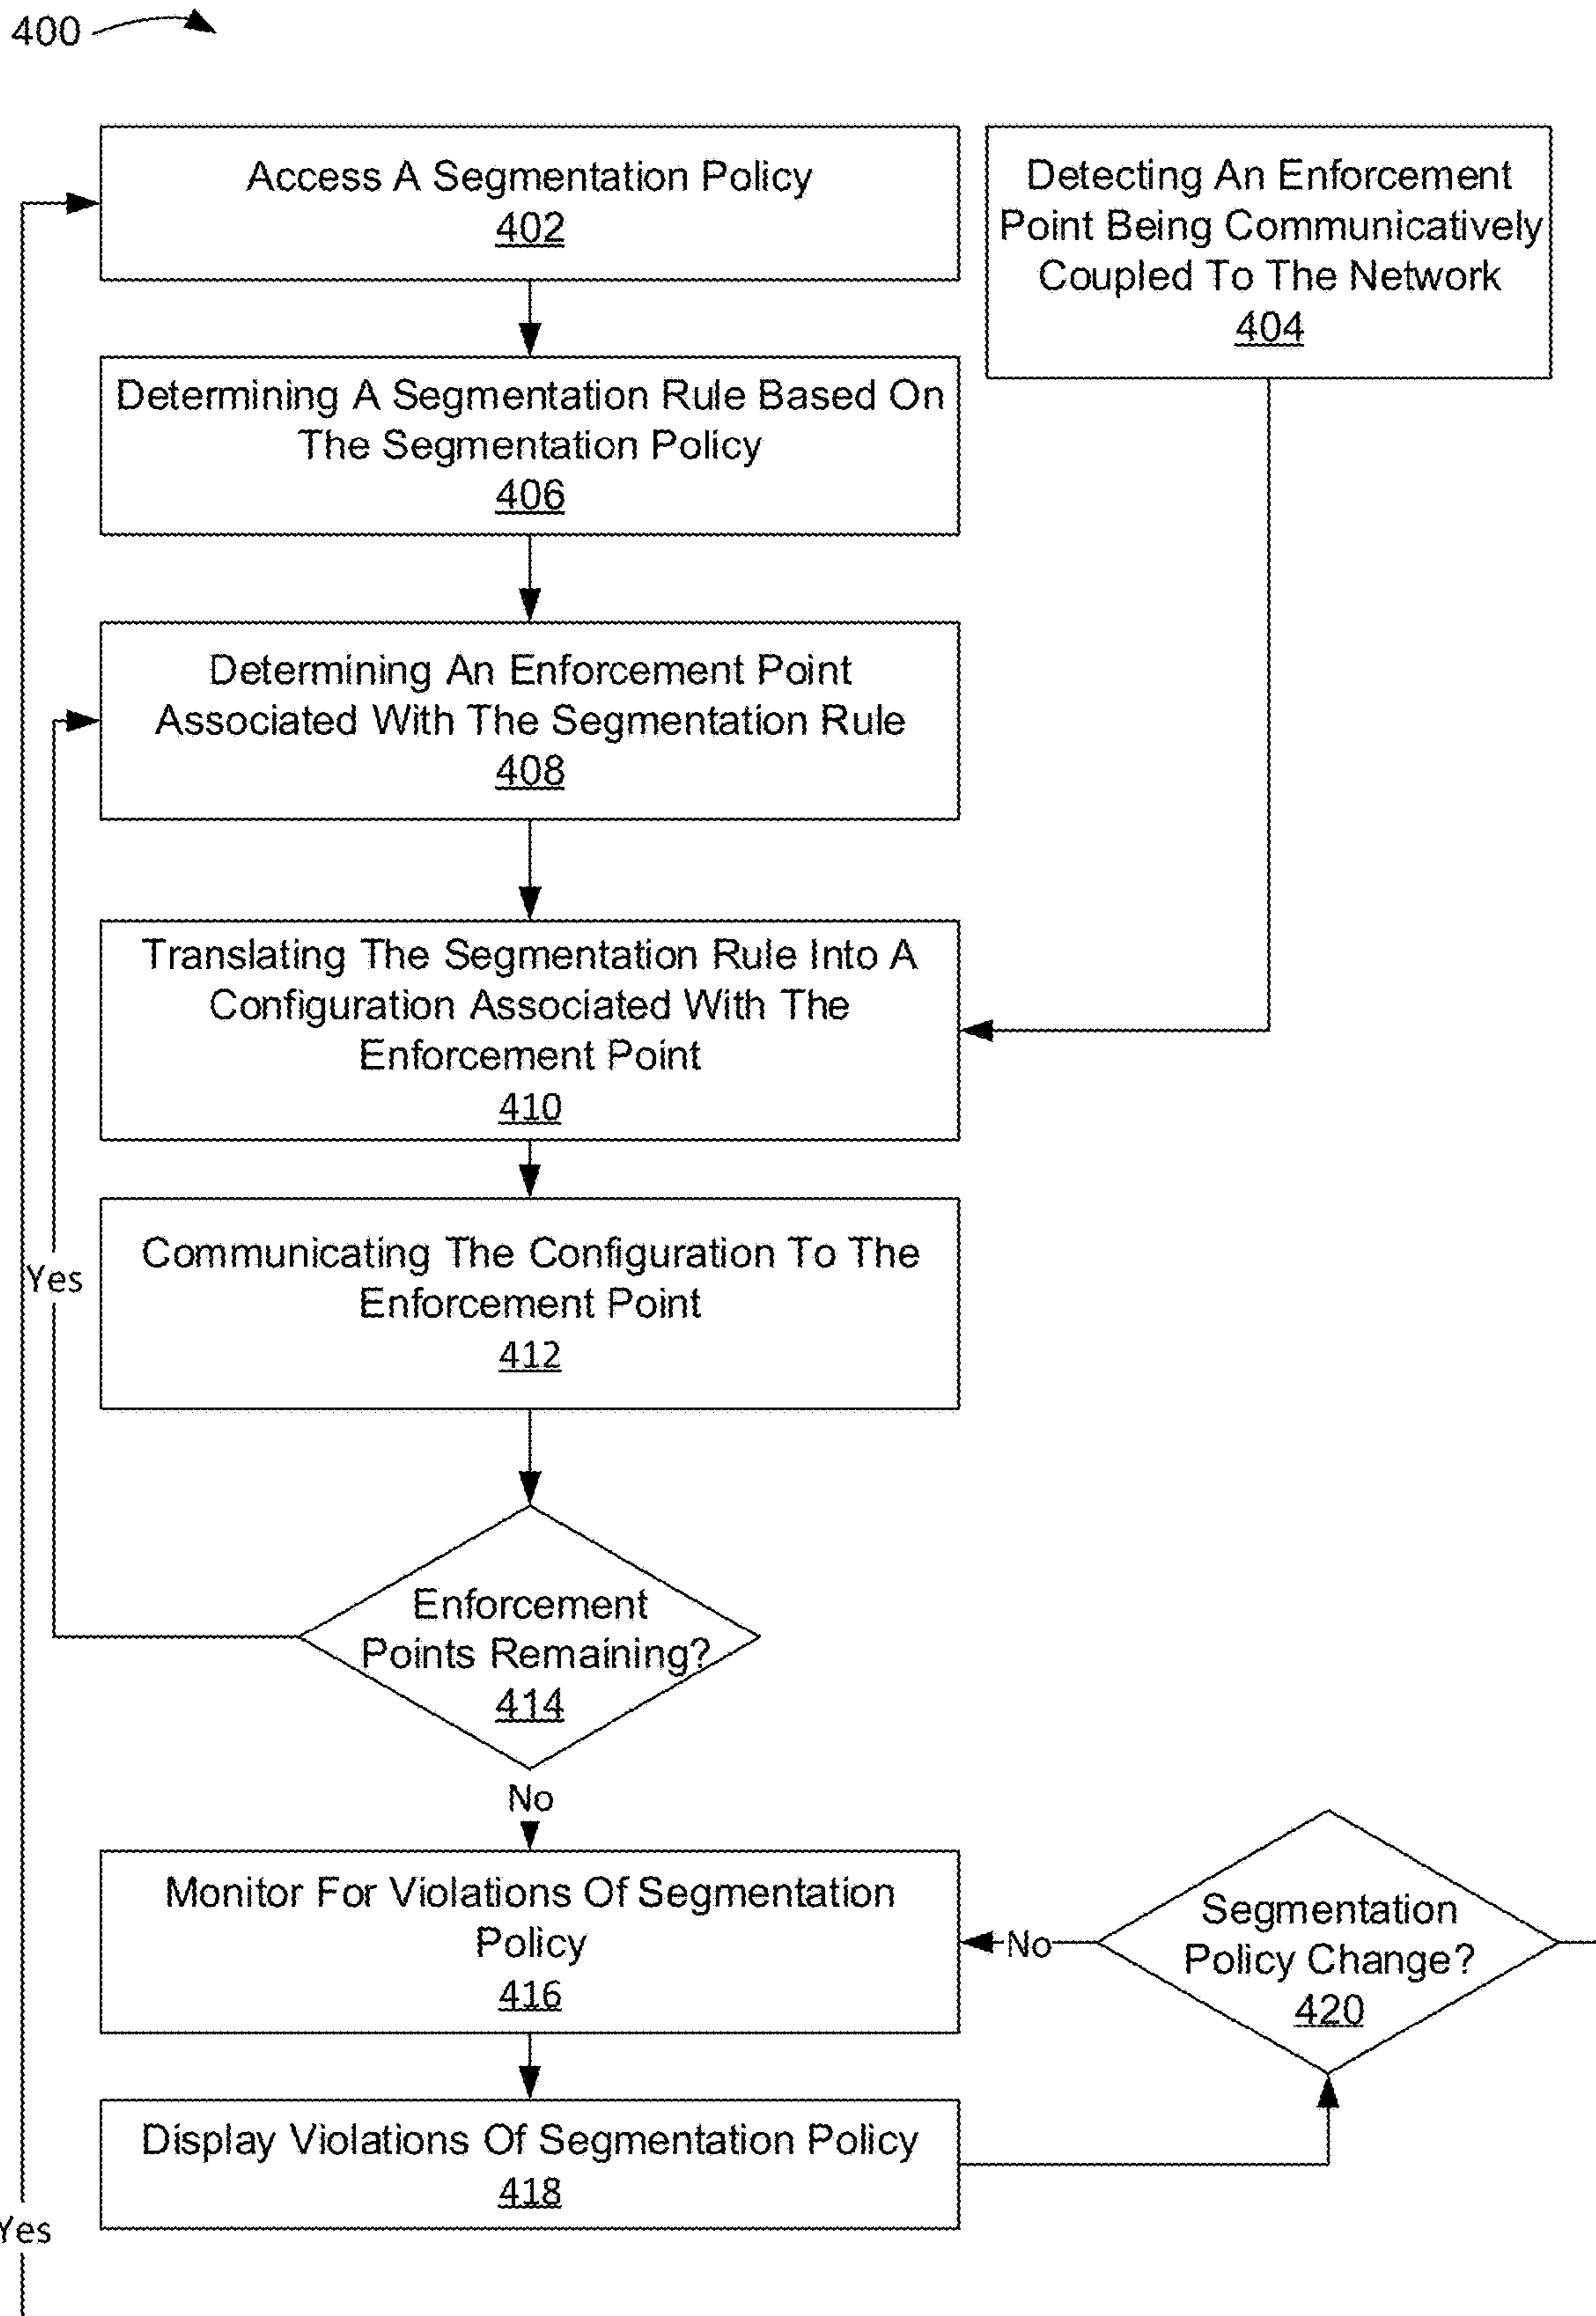 400
Access A Segmentation Policy
402
Detecting An Enforcement
Point Being Communicatively
Coupled To The Network
404
Determining A Segmentation Rule Based On
The Segmentation Policy
406
Determining An Enforcement Point
Associated With The Segmentation Rule
408
Translating The Segmentation Rule Into A
Configuration Associated With The
Enforcement Point
410
Communicating The Configuration To The
Enforcement Point
412
Yes
Enforcement
Points Remaining?
414
No
Monitor For Violations Of Segmentation
Policy
416
No
Segmentation
Policy Change?
420
Display Violations Of Segmentation Policy
418
Yes